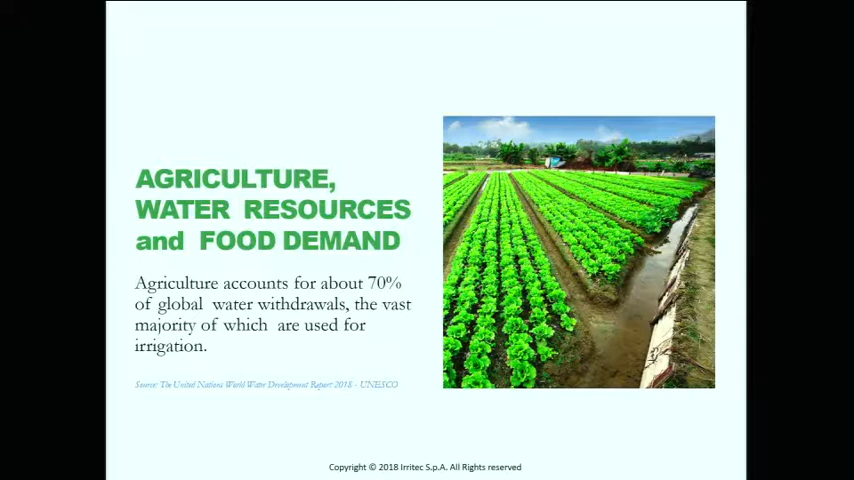 AGRICULTURE,
WATER RESOURCES
and FOOD DEMAND
Agriculture accounts for about 70%
of global water withdrawals, the vast
majority of which are used for
irrigation.
Source: The United Nations World Water Development Report 2018 - UNESCO
Copyright © 2018 Irritec S.p.A. All Rights reserved